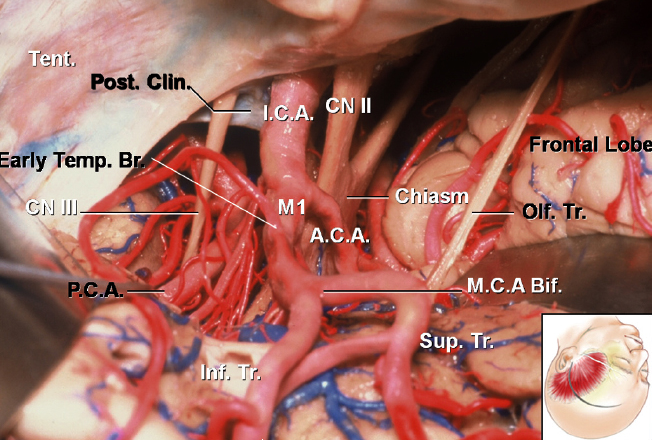 Tent.
Post. Clin.
I.C.A.
CN II
Frontal Lobe
Early Temp. Br.
CN III
M1
Chiasm
Olf. Tr.
A.C.A.
P.C.A.
M.C.A Bif.
Sup. Tr.
Inf. Tr.